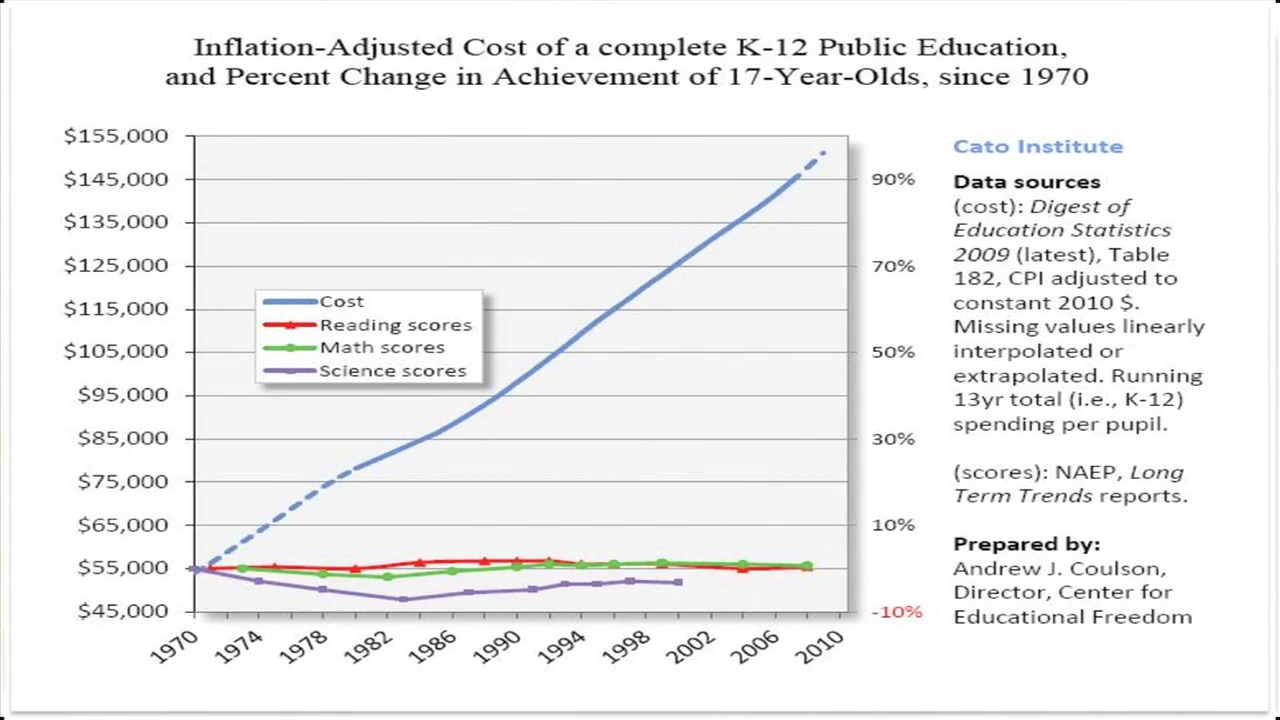 Inflation-Adjusted Cost of a complete K-12 Public Education,
and Percent Change in Achievement of 17-Year-Olds, since 1970
$155,000
$145,000
$135,000
$125,000
$115,000
$105,000
$95,000
$85,000
$75,000
$65,000
$55,000
$45,000
Cost
Reading scores
Math scores
Science scores
90%
70%
50%
30%
10%
-10%
1970
1974
1978
1982
1986
1990
1994
1998
2002
2006
2010
Cato Institute
Data sources
(cost): Digest of
Education Statistics
2009 (latest), Table
182, CPI adjusted to
constant 2010 $.
Missing values linearly
interpolated or
extrapolated. Running
13yr total (i.e., K-12)
spending per pupil.
(scores): NAEP, Long
Term Trends reports.
Prepared by:
Andrew J. Coulson,
Director, Center for
Educational Freedom